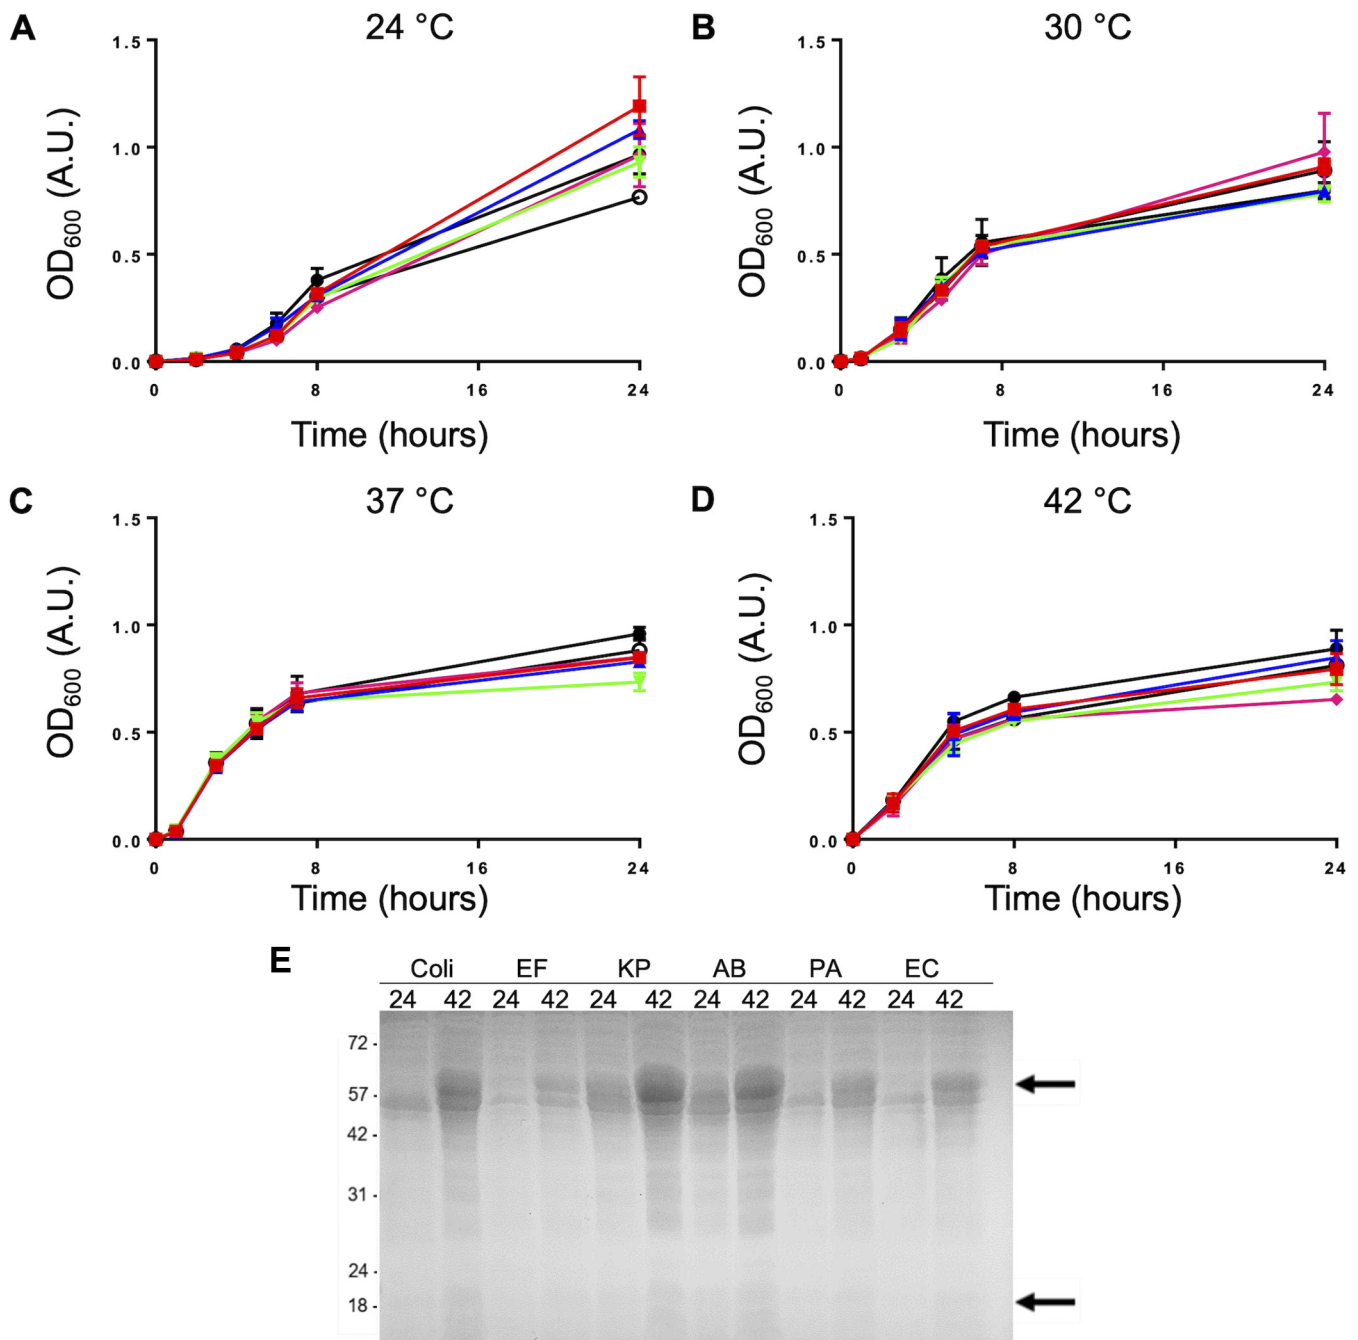 A
24 °C
1.5
1.0
0.5
0.0
OD600 (A.U.)
0 8 16 24
Time (hours)
B
30 °C
1.5
1.0
0.5
0.0
OD600 (A.U.)
0 8 16 24
Time (hours)
C
37 °C
1.5
1.0
0.5
0.0
OD600 (A.U.)
0 8 16 24
Time (hours)
D
42 °C
1.5
1.0
0.5
0.0
OD600 (A.U.)
0 8 16 24
Time (hours)
E
Coli EF KP AB PA EC
24 42 24 42 24 42 24 42 24 42 24 42
72 -
57 -
42 -
31 -
24 -
18 -